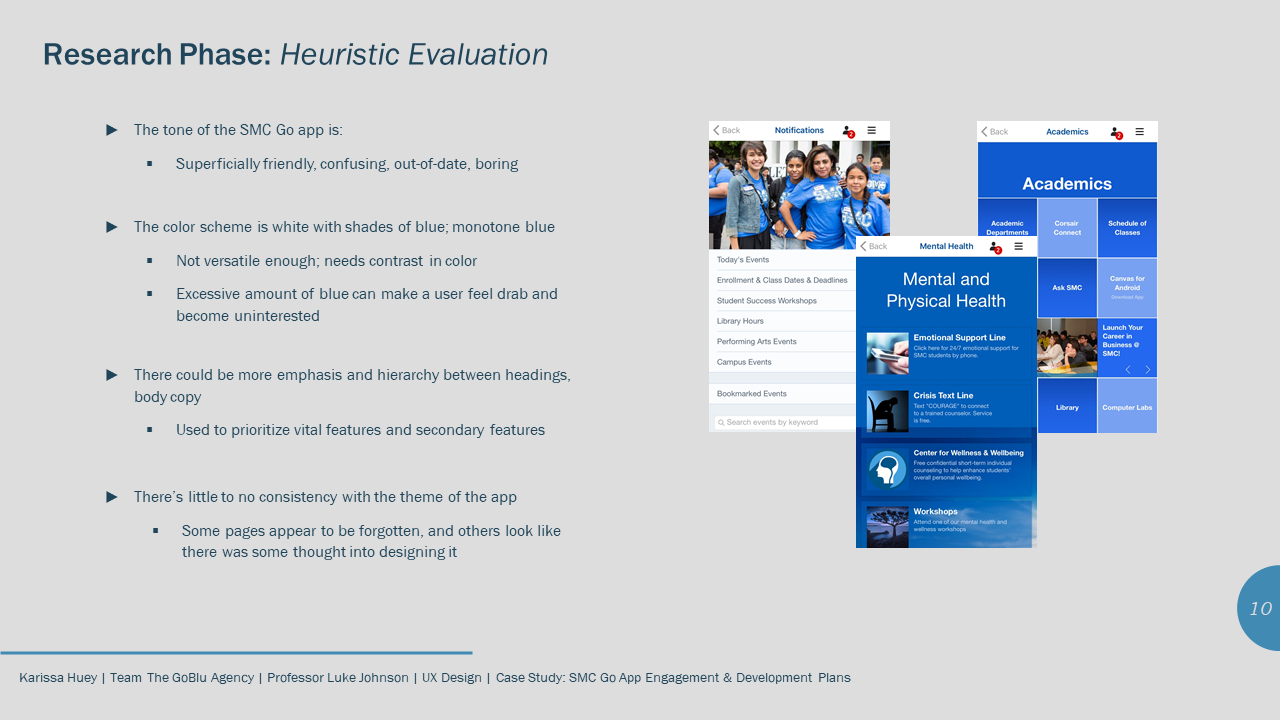 Research Phase: Heuristic Evaluation
► The tone of the SMC Go app is:
▪ Superficially friendly, confusing, out-of-date, boring
► The color scheme is white with shades of blue; monotone blue
▪ Not versatile enough; needs contrast in color
▪ Excessive amount of blue can make a user feel drab and
become uninterested
► There could be more emphasis and hierarchy between headings,
body copy
▪ Used to prioritize vital features and secondary features
► There's little to no consistency with the theme of the app
▪ Some pages appear to be forgotten, and others look like
there was some thought into designing it
Back Notifications 2
Today's Events
Enrollment & Class Dates & Deadlines
Student Success Workshops
Library Hours
Performing Arts Events
Campus Events
Bookmarked Events
Search events by keyword
Back Mental Health 2
Mental and
Physical Health
Emotional Support Line
Click here for 24/7 emotional support for
SMC students by phone.
Crisis Text Line
Text "COURAGE" to connect
to a trained counselor. Service
is free.
Center for Wellness & Wellbeing
Free confidential short-term individual
counseling to help enhance students'
overall personal wellbeing.
Workshops
Attend one of our mental health and
wellness workshops
Back Academics 2
Academics
Academic
Departments
Corsair
Connect
Schedule of
Classes
Ask SMC
Canvas for
Android
Download App
Launch Your
Career in
Business @
SMC!
Library
Computer Labs
10
Karissa Huey | Team The GoBlu Agency | Professor Luke Johnson | UX Design | Case Study: SMC Go App Engagement & Development Plans